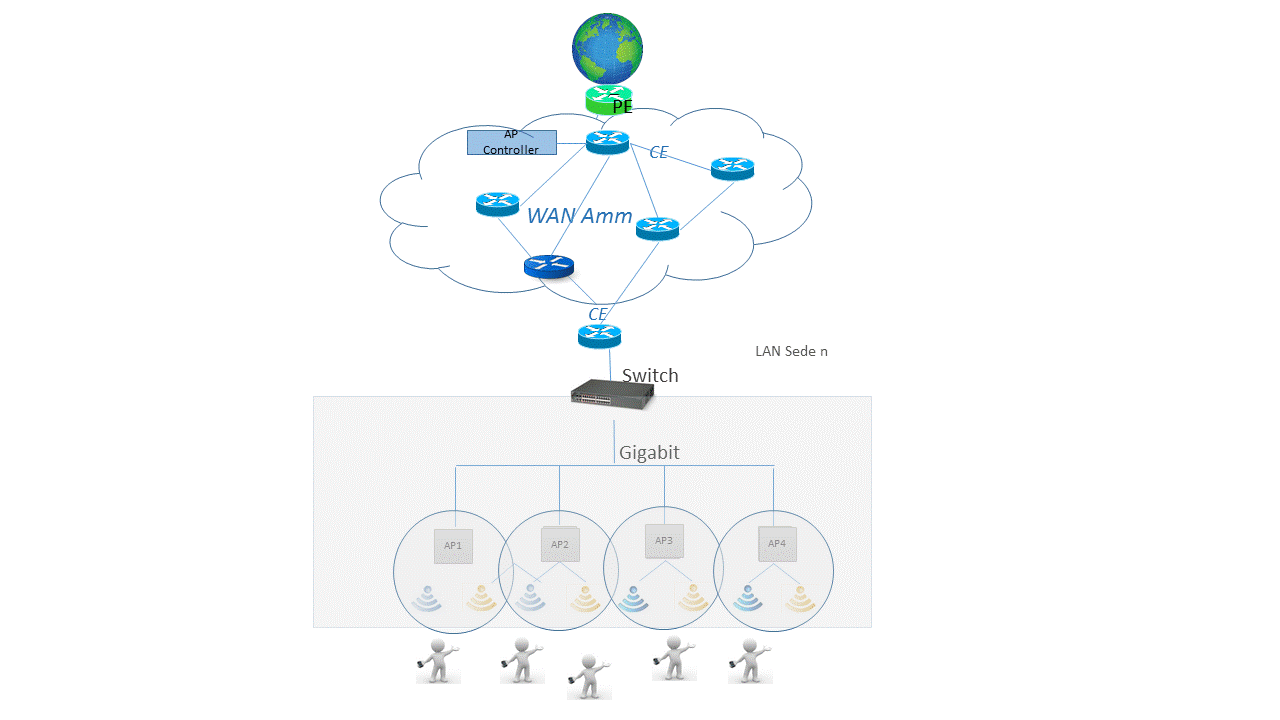 PE
AP
Controller
CE
WAN Amm
CE
LAN Sede n
Switch
Gigabit
AP1
AP2
AP3
AP4